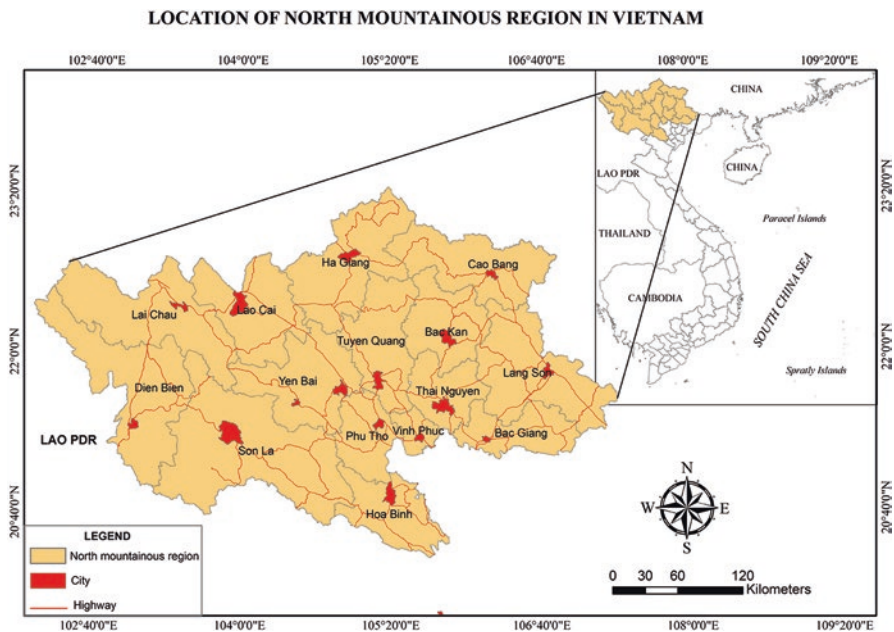 LOCATION OF NORTH MOUNTAINOUS REGION IN VIETNAM
102°40'0"E 104°0'0"E 105°20'0"E 106°40'0"E 108°0'0"E 109°20'0"E
CHINA
CHINA
LAO PDR
Paracel Islands
THAILAND
CAMBODIA
SOUTH CHINA SEA
Spratly Islands
23°20'0"N
22°0'0"N
20°40'0"N
23°20'0"N
22°0'0"N
20°40'0"N
Ha Giang
Cao Bang
Lai Chau
Lao Cai
Tuyen Quang
Bac Kan
Lang Son
Dien Bien
Yen Bai
Thai Nguyen
LAO PDR
Son La
Phu Tho
Vinh Phuc
Bac Giang
Hoa Binh
N
W E
S
LEGEND
North mountainous region
City
Highway
0 30 60 120
Kilometers
102°40'0"E 104°0'0"E 105°20'0"E 106°40'0"E 108°0'0"E 109°20'0"E